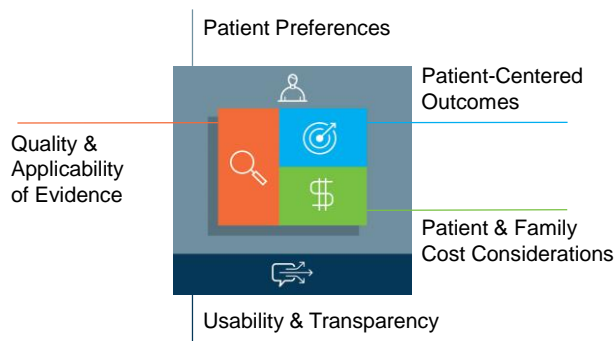 Patient Preferences
Patient-Centered
Outcomes
Quality &
Applicability
of Evidence
$
Patient & Family
Cost Considerations
Usability & Transparency